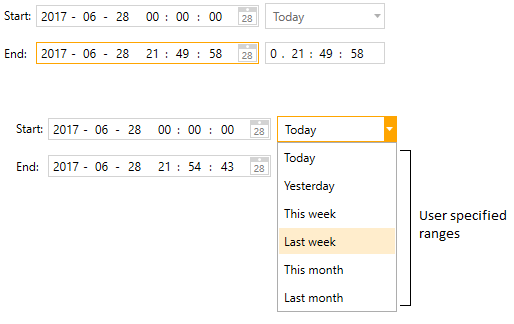 Start: 2017 - 06 - 28 00 : 00 : 00 28 Today
End: 2017 - 06 - 28 21 : 49 : 58 28 0 . 21 : 49 : 58
Start: 2017 - 06 - 28 00 : 00 : 00 28 Today
End: 2017 - 06 - 28 21 : 54 : 43 28
Today
Yesterday
This week
Last week
This month
Last month
User specified
ranges